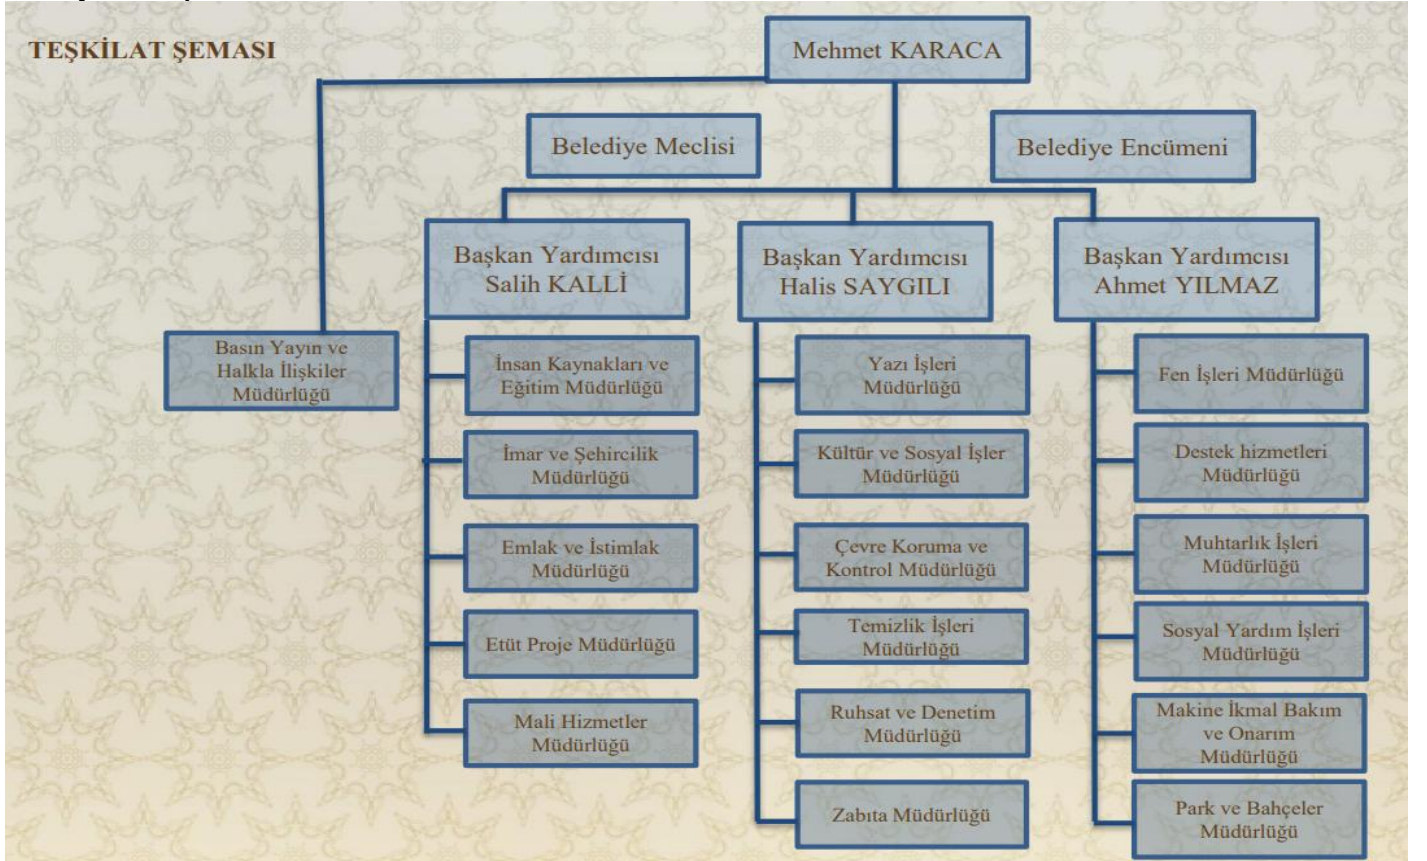 TEŞKİLAT ŞEMASI
Mehmet KARACA
Belediye Meclisi
Belediye Encümeni
Başkan Yardımcısı
Salih KALLİ
Başkan Yardımcısı
Halis SAYGILI
Başkan Yardımcısı
Ahmet YILMAZ
Basın Yayın ve
Halkla İlişkiler
Müdürlüğü
İnsan Kaynakları ve
Eğitim Müdürlüğü
İmar ve Şehircilik
Müdürlüğü
Emlak ve İstimlak
Müdürlüğü
Etüt Proje Müdürlüğü
Mali Hizmetler
Müdürlüğü
Yazı İşleri
Müdürlüğü
Kültür ve Sosyal İşler
Müdürlüğü
Çevre Koruma ve
Kontrol Müdürlüğü
Temizlik İşleri
Müdürlüğü
Ruhsat ve Denetim
Müdürlüğü
Zabıta Müdürlüğü
Fen İşleri Müdürlüğü
Destek hizmetleri
Müdürlüğü
Muhtarlık İşleri
Müdürlüğü
Sosyal Yardım İşleri
Müdürlüğü
Makine İkmal Bakım
ve Onarım
Müdürlüğü
Park ve Bahçeler
Müdürlüğü